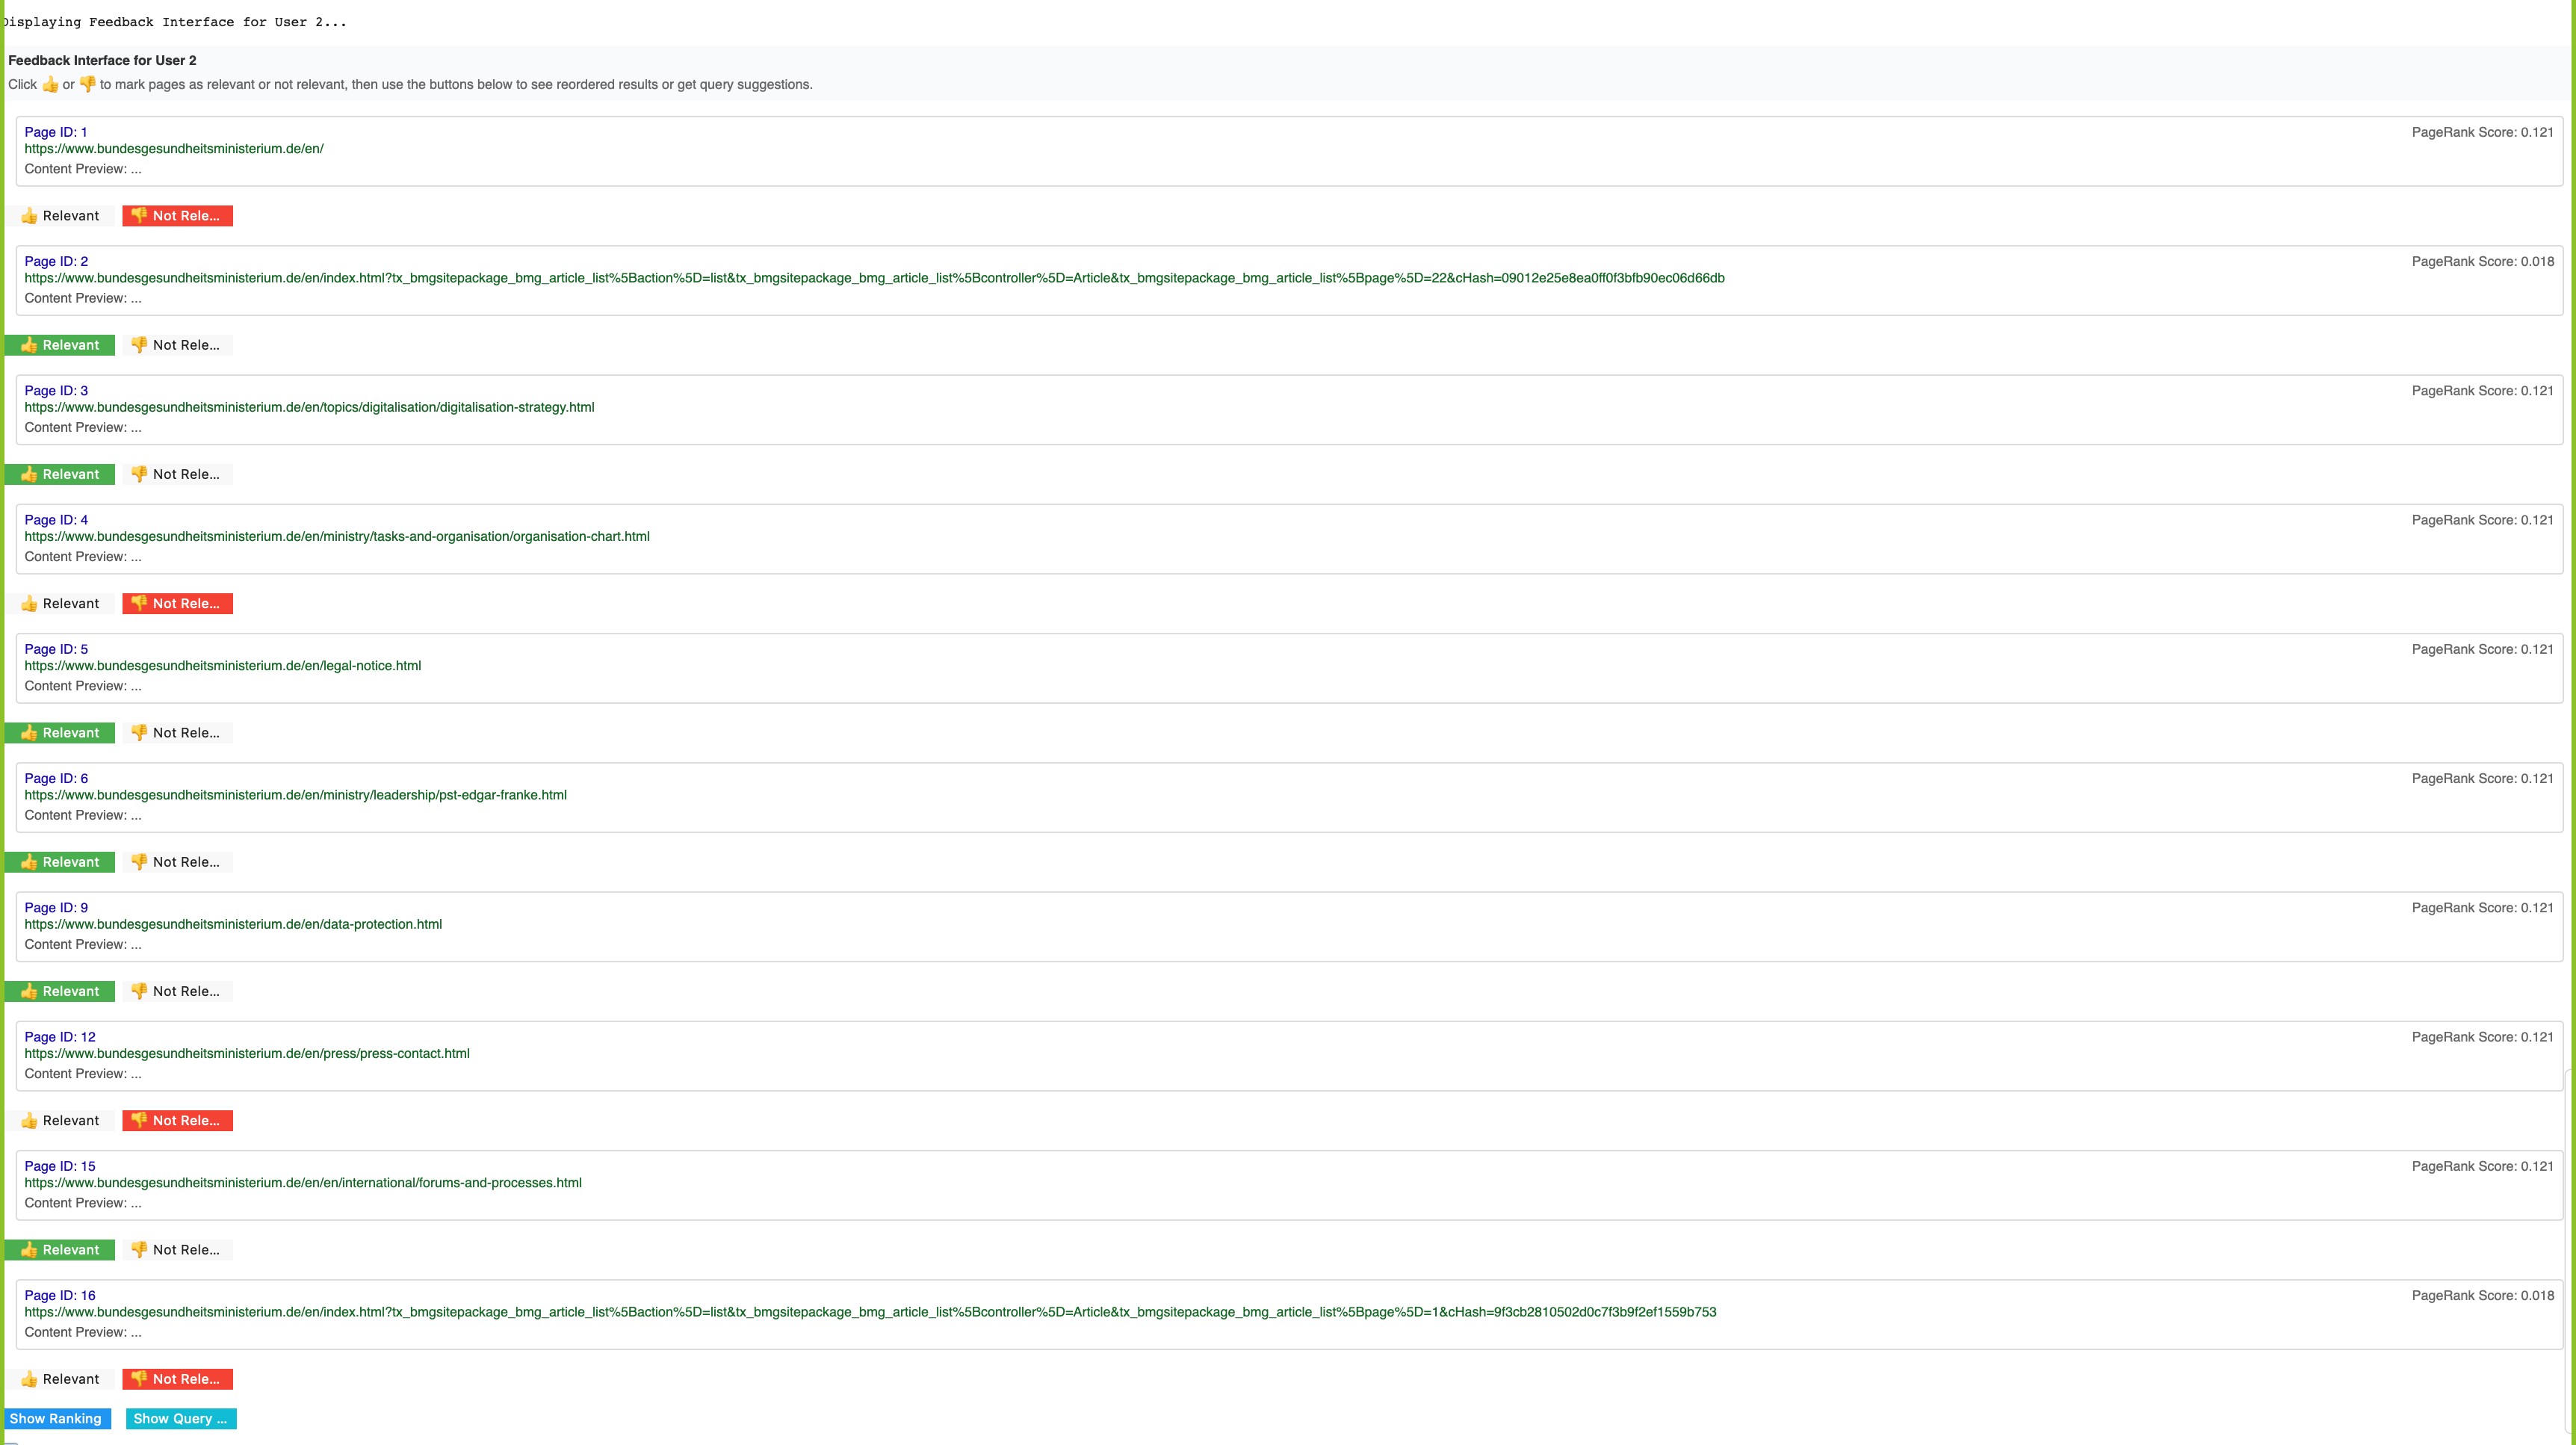 Displaying Feedback Interface for User 2...
Feedback Interface for User 2
Click 👍 or 👎 to mark pages as relevant or not relevant, then use the buttons below to see reordered results or get query suggestions.
Page ID: 1
PageRank Score: 0.121
https://www.bundesgesundheitsministerium.de/en/
Content Preview: ...
👍 Relevant 👎 Not Rele...
Page ID: 2
PageRank Score: 0.018
https://www.bundesgesundheitsministerium.de/en/index.html?tx_bmgsitepackage_bmg_article_list%5Baction%5D=list&tx_bmgsitepackage_bmg_article_list%5Bcontroller%5D=Article&tx_bmgsitepackage_bmg_article_list%5Bpage%5D=22&cHash=09012e25e8ea0ff0f3bfb90ec06d66db
Content Preview: ...
👍 Relevant 👎 Not Rele...
Page ID: 3
PageRank Score: 0.121
https://www.bundesgesundheitsministerium.de/en/topics/digitalisation/digitalisation-strategy.html
Content Preview: ...
👍 Relevant 👎 Not Rele...
Page ID: 4
PageRank Score: 0.121
https://www.bundesgesundheitsministerium.de/en/ministry/tasks-and-organisation/organisation-chart.html
Content Preview: ...
👍 Relevant 👎 Not Rele...
Page ID: 5
PageRank Score: 0.121
https://www.bundesgesundheitsministerium.de/en/legal-notice.html
Content Preview: ...
👍 Relevant 👎 Not Rele...
Page ID: 6
PageRank Score: 0.121
https://www.bundesgesundheitsministerium.de/en/ministry/leadership/pst-edgar-franke.html
Content Preview: ...
👍 Relevant 👎 Not Rele...
Page ID: 9
PageRank Score: 0.121
https://www.bundesgesundheitsministerium.de/en/data-protection.html
Content Preview: ...
👍 Relevant 👎 Not Rele...
Page ID: 12
PageRank Score: 0.121
https://www.bundesgesundheitsministerium.de/en/press/press-contact.html
Content Preview: ...
👍 Relevant 👎 Not Rele...
Page ID: 15
PageRank Score: 0.121
https://www.bundesgesundheitsministerium.de/en/en/international/forums-and-processes.html
Content Preview: ...
👍 Relevant 👎 Not Rele...
Page ID: 16
PageRank Score: 0.018
https://www.bundesgesundheitsministerium.de/en/index.html?tx_bmgsitepackage_bmg_article_list%5Baction%5D=list&tx_bmgsitepackage_bmg_article_list%5Bcontroller%5D=Article&tx_bmgsitepackage_bmg_article_list%5Bpage%5D=1&cHash=9f3cb2810502d0c7f3b9f2ef1559b753
Content Preview: ...
👍 Relevant 👎 Not Rele...
Show Ranking Show Query ...